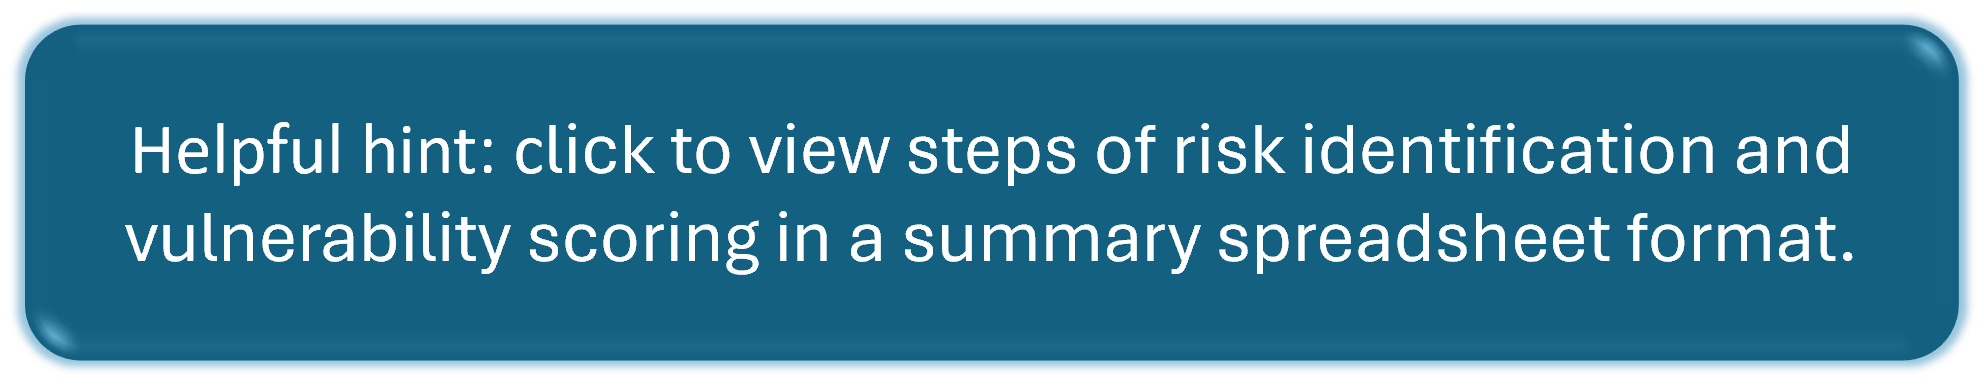 Helpful hint: click to view steps of risk identification and
vulnerability scoring in a summary spreadsheet format.